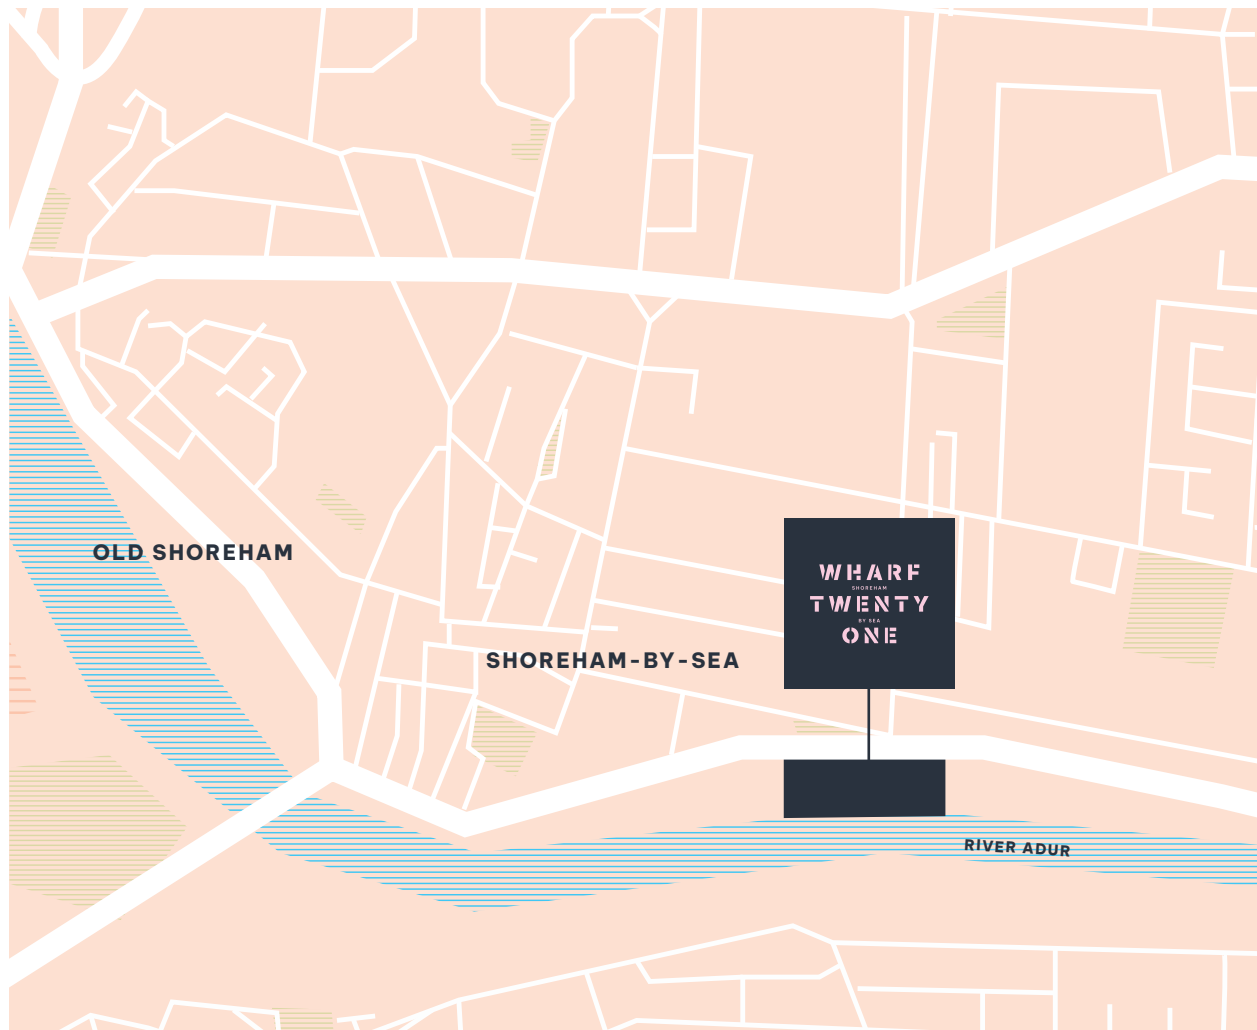 OLD SHOREHAM
WHARF
SHOREHAM
TWENTY
BY SEA
ONE
SHOREHAM-BY-SEA
RIVER ADUR